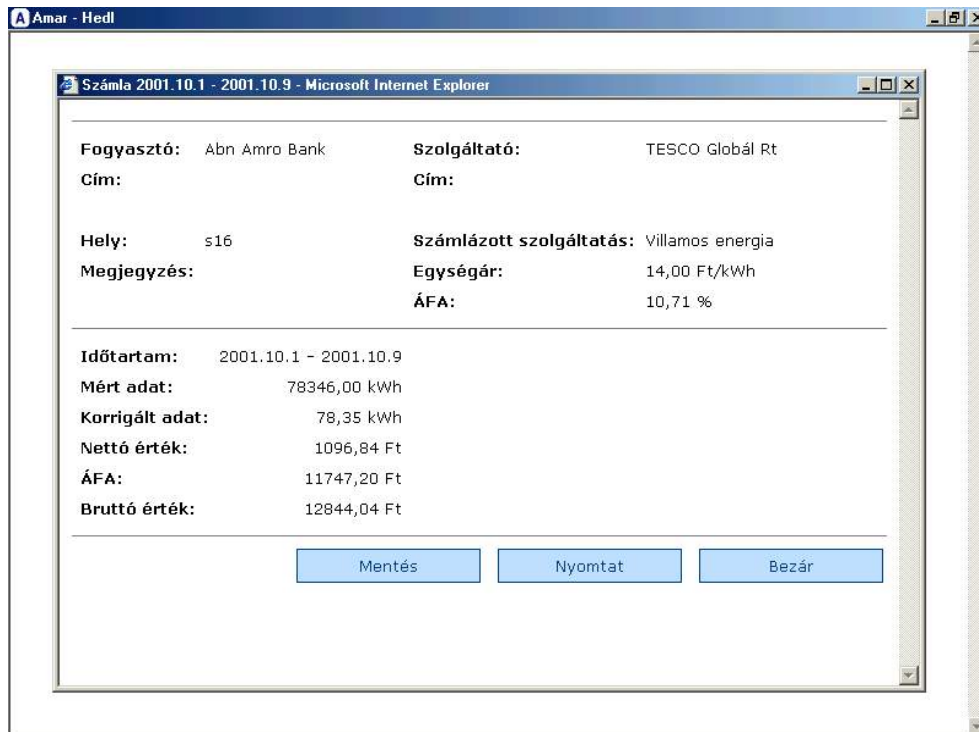 Amar - Hedl
Számla 2001.10.1 - 2001.10.9 - Microsoft Internet Explorer
Fogyasztó: Abn Amro Bank Szolgáltató: TESCO Globál Rt
Cím: Cím:
Hely: s16 Számlázott szolgáltatás: Villamos energia
Megjegyzés: Egységár: 14,00 Ft/kWh
ÁFA: 10,71 %
Időtartam: 2001.10.1 - 2001.10.9
Mért adat: 78346,00 kWh
Korrigált adat: 78,35 kWh
Nettó érték: 1096,84 Ft
ÁFA: 11747,20 Ft
Bruttó érték: 12844,04 Ft
Mentés Nyomtat Bezár